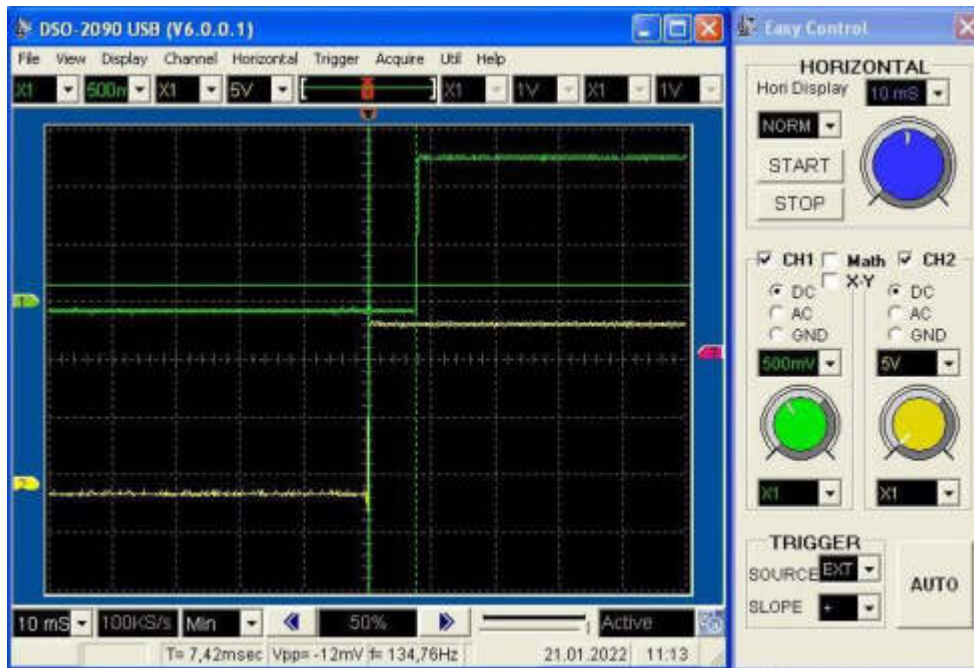 DSO-2090 USB (V6.0.0.1)
File View Display Channel Horizontal Trigger Acquire Util Help
X1 500m X1 5V X1 1V X1 1V
1
2
10 mS 100KS/s Min 50% Active
T= 7,42msec Vpp= -12mV f= 134,76Hz 21.01.2022 11:13
Easy Control
HORIZONTAL
Hori Display 10 mS
NORM
START
STOP
CH1 Math CH2
X-Y
DC DC
AC AC
GND GND
500mV 5V
X1 X1
TRIGGER
SOURCE EXT
SLOPE +
AUTO